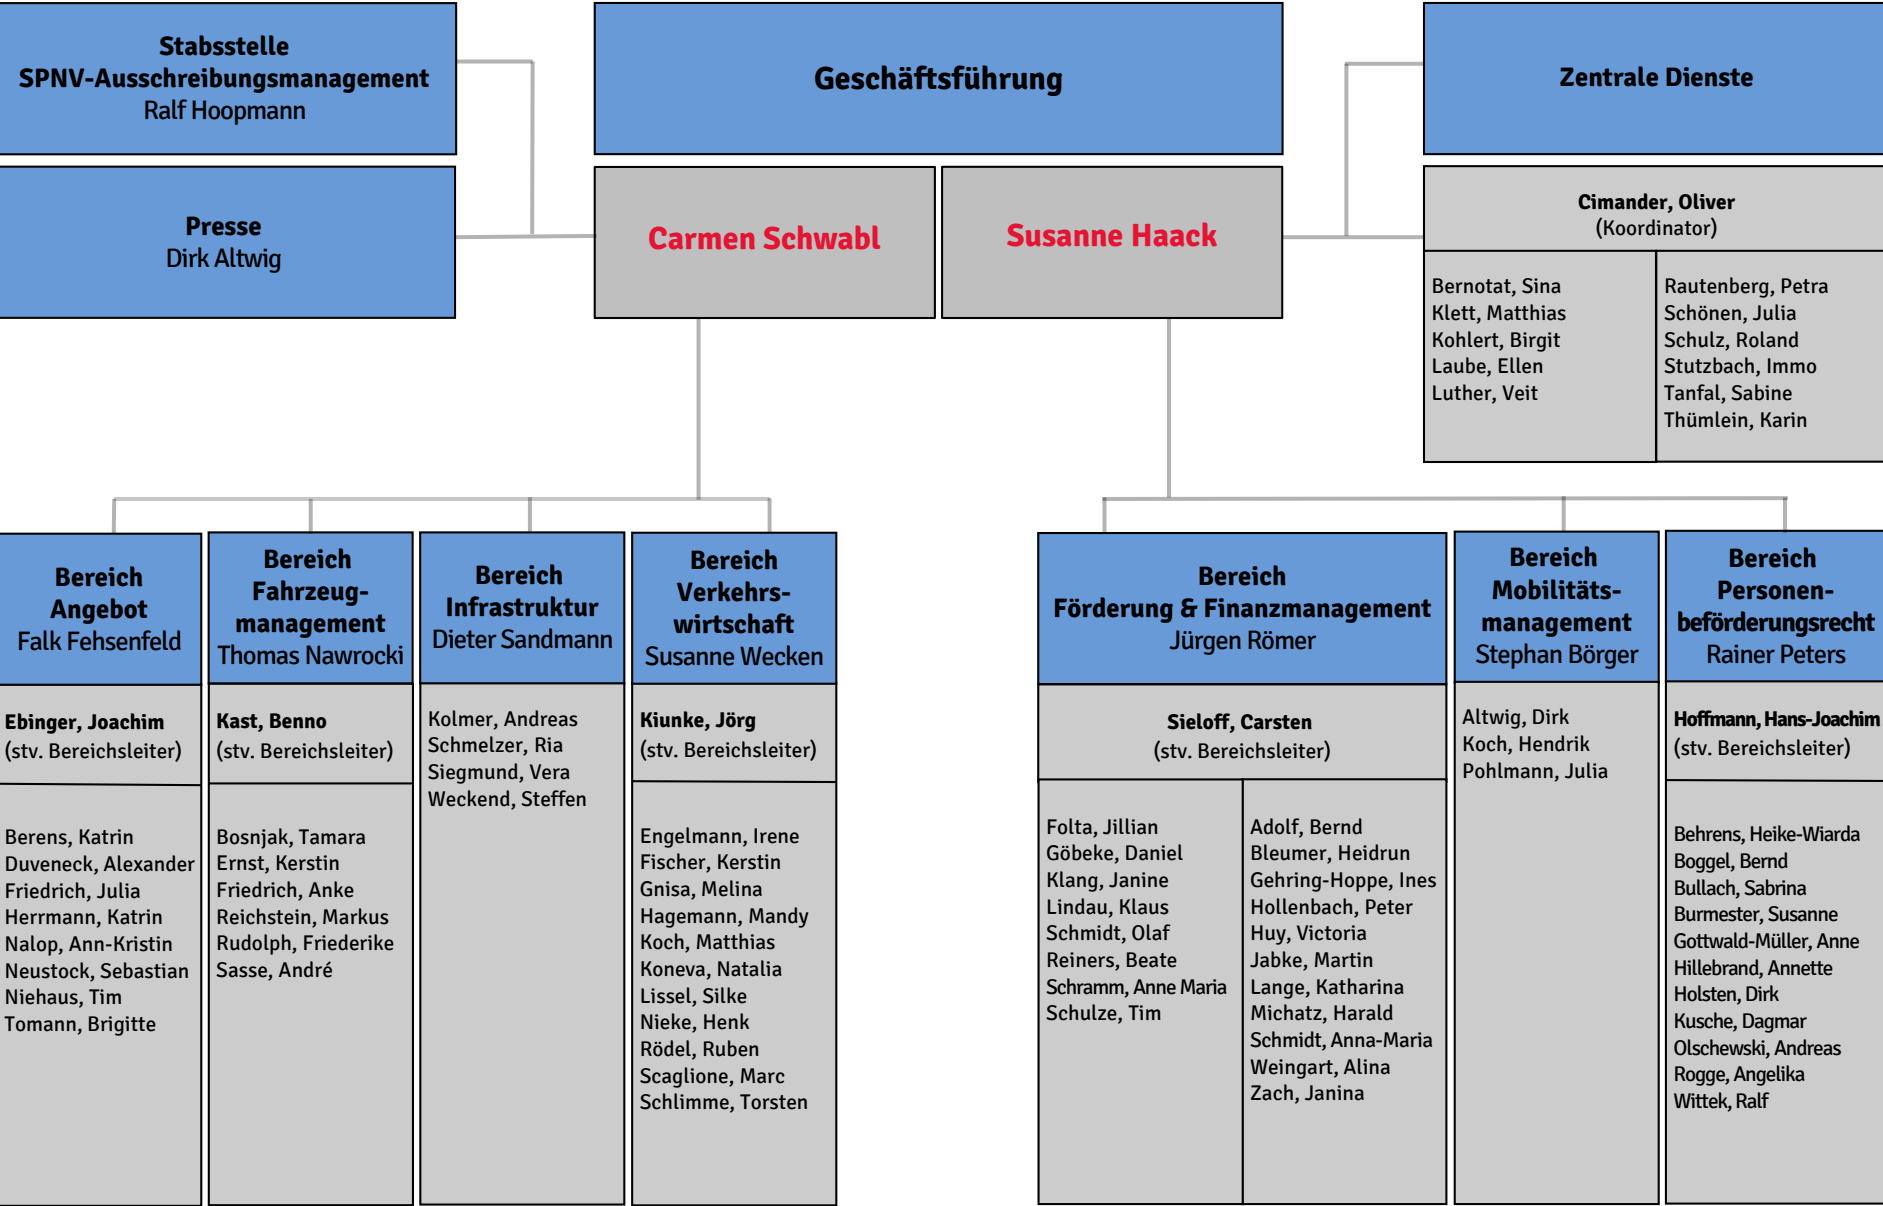 Stabsstelle
SPNV-Ausschreibungsmanagement
Ralf Hoopmann
Presse
Dirk Altwig
Geschäftsführung
Carmen Schwabl
Susanne Haack
Zentrale Dienste
Cimander, Oliver
(Koordinator)
Bernotat, Sina
Klett, Matthias
Kohlert, Birgit
Laube, Ellen
Luther, Veit
Rautenberg, Petra
Schönen, Julia
Schulz, Roland
Stutzbach, Immo
Tanfal, Sabine
Thümlein, Karin
Bereich
Angebot
Falk Fehsenfeld
Ebinger, Joachim
(stv. Bereichsleiter)
Berens, Katrin
Duveneck, Alexander
Friedrich, Julia
Herrmann, Katrin
Nalop, Ann-Kristin
Neustock, Sebastian
Niehaus, Tim
Tomann, Brigitte
Bereich
Fahrzeug-
management
Thomas Nawrocki
Kast, Benno
(stv. Bereichsleiter)
Bosnjak, Tamara
Ernst, Kerstin
Friedrich, Anke
Reichstein, Markus
Rudolph, Friederike
Sasse, André
Bereich
Infrastruktur
Dieter Sandmann
Kolmer, Andreas
Schmelzer, Ria
Siegmund, Vera
Weckend, Steffen
Bereich
Verkehrs-
wirtschaft
Susanne Wecken
Kiunke, Jörg
(stv. Bereichsleiter)
Engelmann, Irene
Fischer, Kerstin
Gnisa, Melina
Hagemann, Mandy
Koch, Matthias
Koneva, Natalia
Lissel, Silke
Nieke, Henk
Rödel, Ruben
Scaglione, Marc
Schlimme, Torsten
Bereich
Förderung & Finanzmanagement
Jürgen Römer
Sieloff, Carsten
(stv. Bereichsleiter)
Folta, Jillian
Göbeke, Daniel
Klang, Janine
Lindau, Klaus
Schmidt, Olaf
Reiners, Beate
Schramm, Anne Maria
Schulze, Tim
Adolf, Bernd
Bleumer, Heidrun
Gehring-Hoppe, Ines
Hollenbach, Peter
Huy, Victoria
Jabke, Martin
Lange, Katharina
Michatz, Harald
Schmidt, Anna-Maria
Weingart, Alina
Zach, Janina
Bereich
Mobilitäts-
management
Stephan Börger
Altwig, Dirk
Koch, Hendrik
Pohlmann, Julia
Bereich
Personen-
beförderungsrecht
Rainer Peters
Hoffmann, Hans-Joachim
(stv. Bereichsleiter)
Behrens, Heike-Wiarda
Boggel, Bernd
Bullach, Sabrina
Burmester, Susanne
Gottwald-Müller, Anne
Hillebrand, Annette
Holsten, Dirk
Kusche, Dagmar
Olschewski, Andreas
Rogge, Angelika
Wittek, Ralf